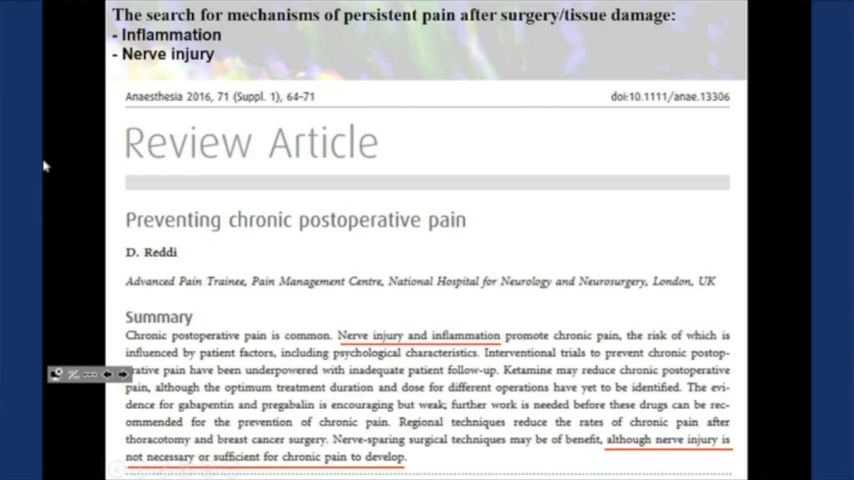 The search for mechanisms of persistent pain after surgery/tissue damage:
- Inflammation
- Nerve injury
Anaesthesia 2016, 71 (Suppl. 1), 64–71
doi:10.1111/anae.13306
Review Article
Preventing chronic postoperative pain
D. Reddi
Advanced Pain Trainee, Pain Management Centre, National Hospital for Neurology and Neurosurgery, London, UK
Summary
Chronic postoperative pain is common. Nerve injury and inflammation promote chronic pain, the risk of which is
influenced by patient factors, including psychological characteristics. Interventional trials to prevent chronic postop-
rative pain have been underpowered with inadequate patient follow-up. Ketamine may reduce chronic postoperative
pain, although the optimum treatment duration and dose for different operations have yet to be identified. The evi-
dence for gabapentin and pregabalin is encouraging but weak; further work is needed before these drugs can be rec-
ommended for the prevention of chronic pain. Regional techniques reduce the rates of chronic pain after
thoracotomy and breast cancer surgery. Nerve-sparing surgical techniques may be of benefit, although nerve injury is
not necessary or sufficient for chronic pain to develop.